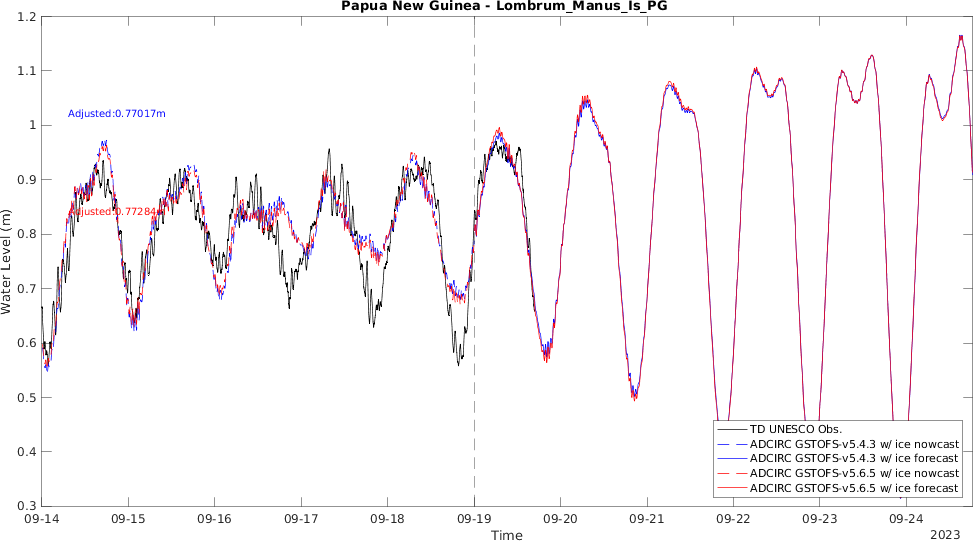 Papua New Guinea - Lombrum_Manus_Is_PG
1.2
1.1
1
0.9
0.8
0.7
0.6
0.5
0.4
0.3
Water Level (m)
Adjusted:0.77017m
Adjusted:0.77284m
TD UNESCO Obs.
ADCIRC GSTOFS-v5.4.3 w/ ice nowcast
ADCIRC GSTOFS-v5.4.3 w/ ice forecast
ADCIRC GSTOFS-v5.6.5 w/ ice nowcast
ADCIRC GSTOFS-v5.6.5 w/ ice forecast
09-14 09-15 09-16 09-17 09-18 09-19 09-20 09-21 09-22 09-23 09-24
Time
2023